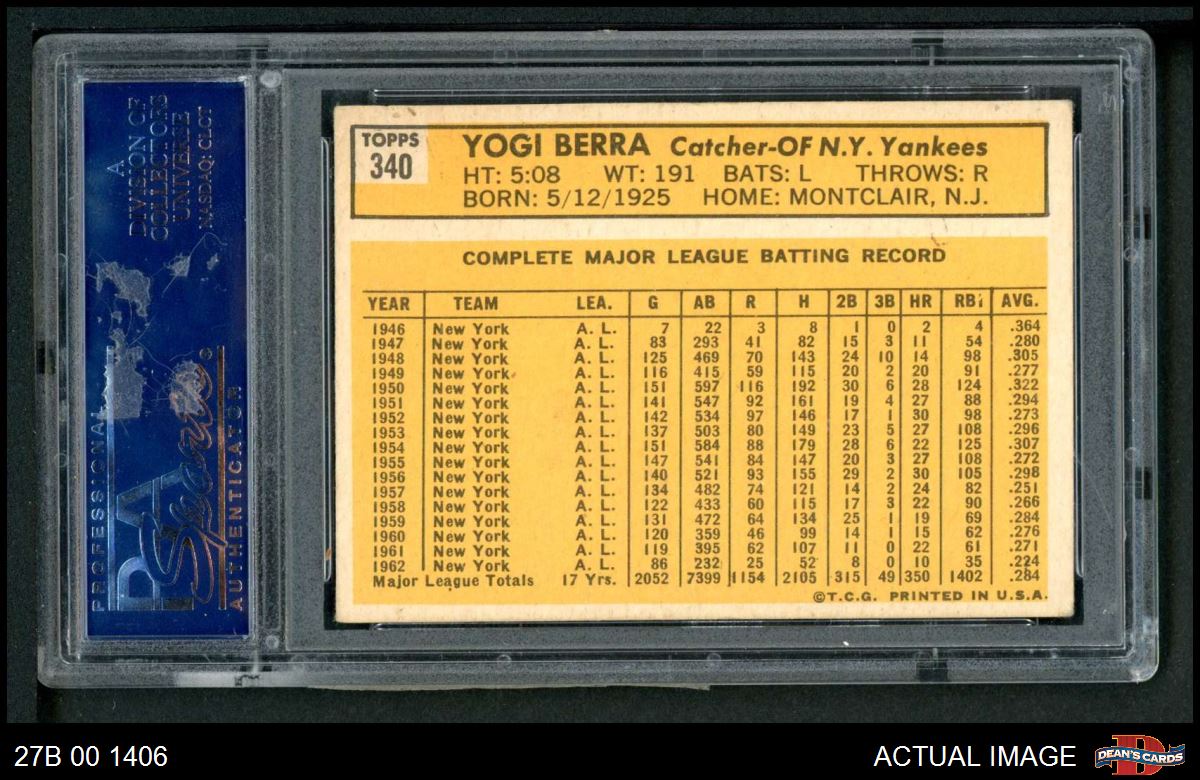 A
DIVISION OF
COLLECTORS
UNIVERSE
NASDAQ: CLCT
PROFESSIONAL
PSA
Sports
AUTHENTICATOR
TOPPS
340
YOGI BERRA Catcher-OF N.Y. Yankees
HT: 5:08 WT: 191 BATS: L THROWS: R
BORN: 5/12/1925 HOME: MONTCLAIR, N.J.
COMPLETE MAJOR LEAGUE BATTING RECORD
YEAR TEAM LEA. G AB R H 2B 3B HR RBI AVG.
1946 New York A. L. 7 22 3 8 1 0 2 4 .364
1947 New York A. L. 83 293 41 82 15 3 11 54 .280
1948 New York A. L. 125 469 70 143 24 10 14 98 .305
1949 New York A. L. 116 415 59 115 20 2 20 91 .277
1950 New York A. L. 151 597 116 192 30 6 28 124 .322
1951 New York A. L. 141 547 92 161 19 4 27 88 .294
1952 New York A. L. 142 534 97 146 17 1 30 98 .273
1953 New York A. L. 137 503 80 149 23 5 27 108 .296
1954 New York A. L. 151 584 88 179 28 6 22 125 .307
1955 New York A. L. 147 541 84 147 20 3 27 108 .272
1956 New York A. L. 140 521 93 155 29 2 30 105 .298
1957 New York A. L. 134 482 74 121 14 2 24 82 .251
1958 New York A. L. 122 433 60 115 17 3 22 90 .266
1959 New York A. L. 131 472 64 134 25 1 19 69 .284
1960 New York A. L. 120 359 46 99 14 1 15 62 .276
1961 New York A. L. 119 395 62 107 11 0 22 61 .271
1962 New York A. L. 86 232 25 52 8 0 10 35 .224
Major League Totals 17 Yrs. 2052 7399 1154 2105 315 49 350 1402 .284
©T.C.G. PRINTED IN U.S.A.
27B 00 1406
ACTUAL IMAGE
D
DEAN'S CARDS